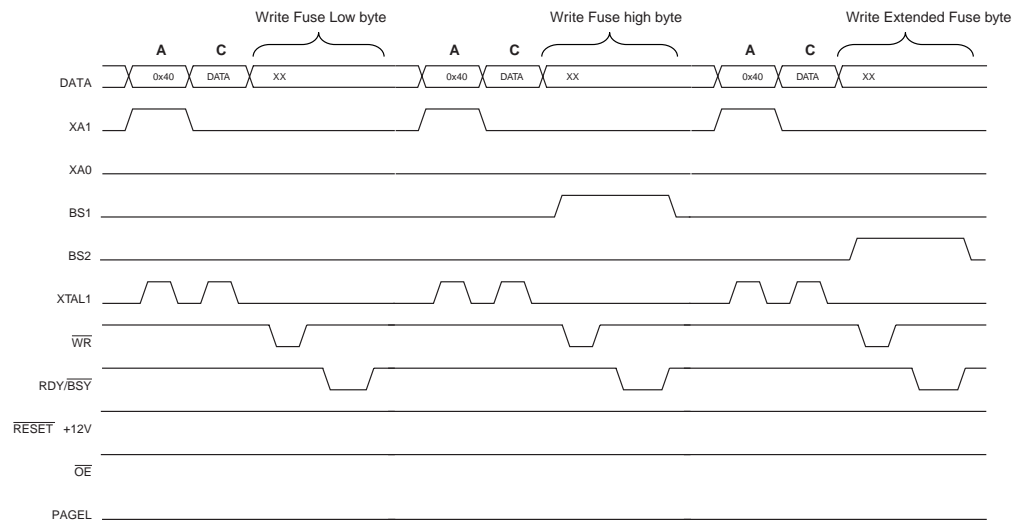 Write Fuse Low byte Write Fuse high byte Write Extended Fuse byte
A C A C A C
DATA 0x40 DATA XX 0x40 DATA XX 0x40 DATA XX
XA1
XA0
BS1
BS2
XTAL1
WR
RDY/BSY
RESET +12V
OE
PAGEL